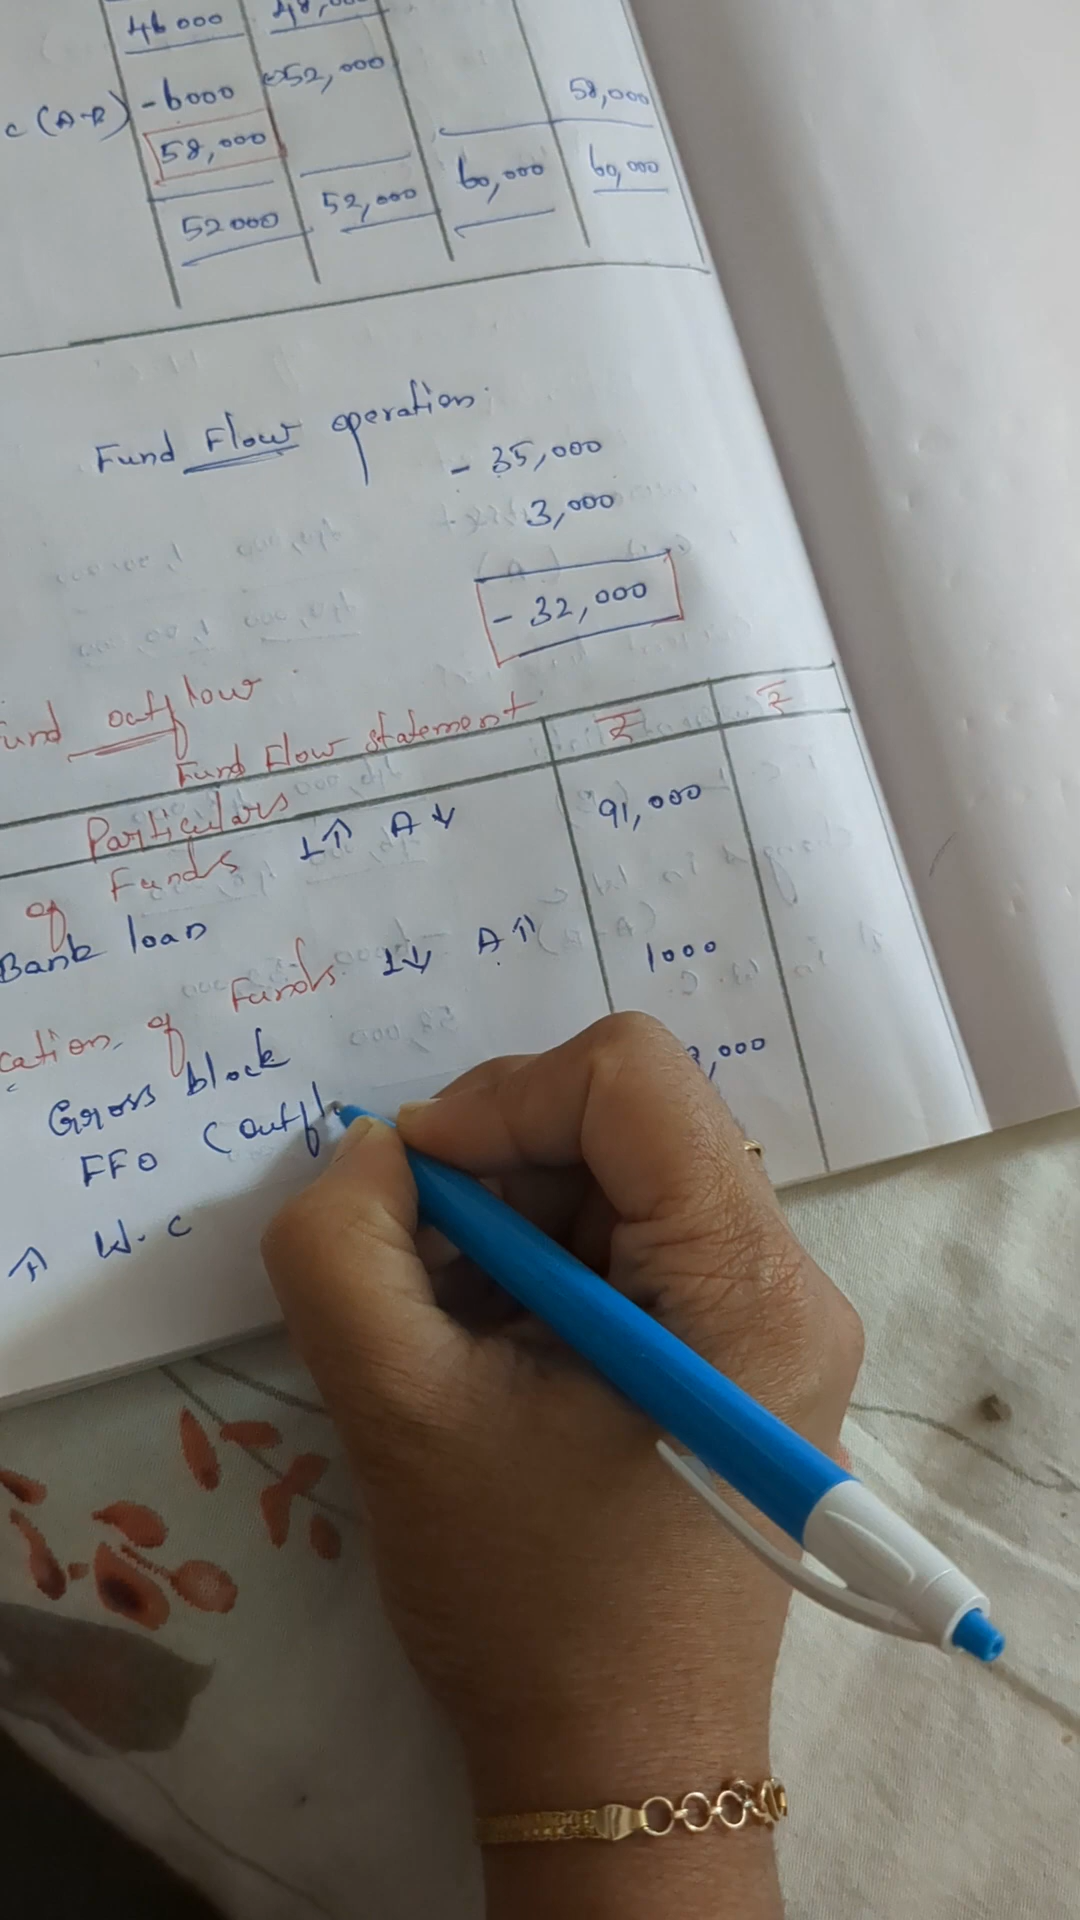 46000
c (A-B) -6000 52,000 58,000
58,000
52000 52,000 60,000 60,000
Fund Flow operation
- 35,000
3,000
- 32,000
und outflow
Fund Flow statement
Particulars ₹ ₹
of Funds L↑ A↓
Bank loan 91,000
cation of Funds L↓ A↑
Gross block 1000
FFO (outfl ,000
↑ W.C